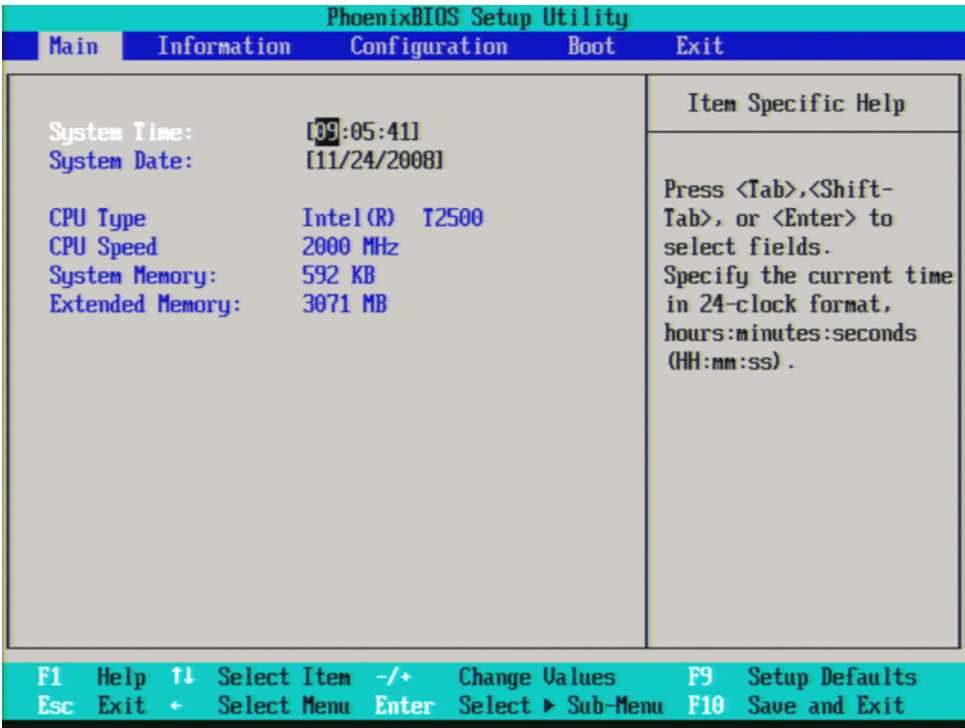 PhoenixBIOS Setup Utility
Main Information Configuration Boot Exit
Item Specific Help
System Time: [09:05:41]
System Date: [11/24/2008]
CPU Type Intel(R) T2500
CPU Speed 2000 MHz
System Memory: 592 KB
Extended Memory: 3071 MB
Press <Tab>,<Shift-
Tab>, or <Enter> to
select fields.
Specify the current time
in 24-clock format,
hours:minutes:seconds
(HH:mm:ss).
F1 Help ↑↓ Select Item -/+ Change Values F9 Setup Defaults
Esc Exit ← Select Menu Enter Select ▶ Sub-Menu F10 Save and Exit